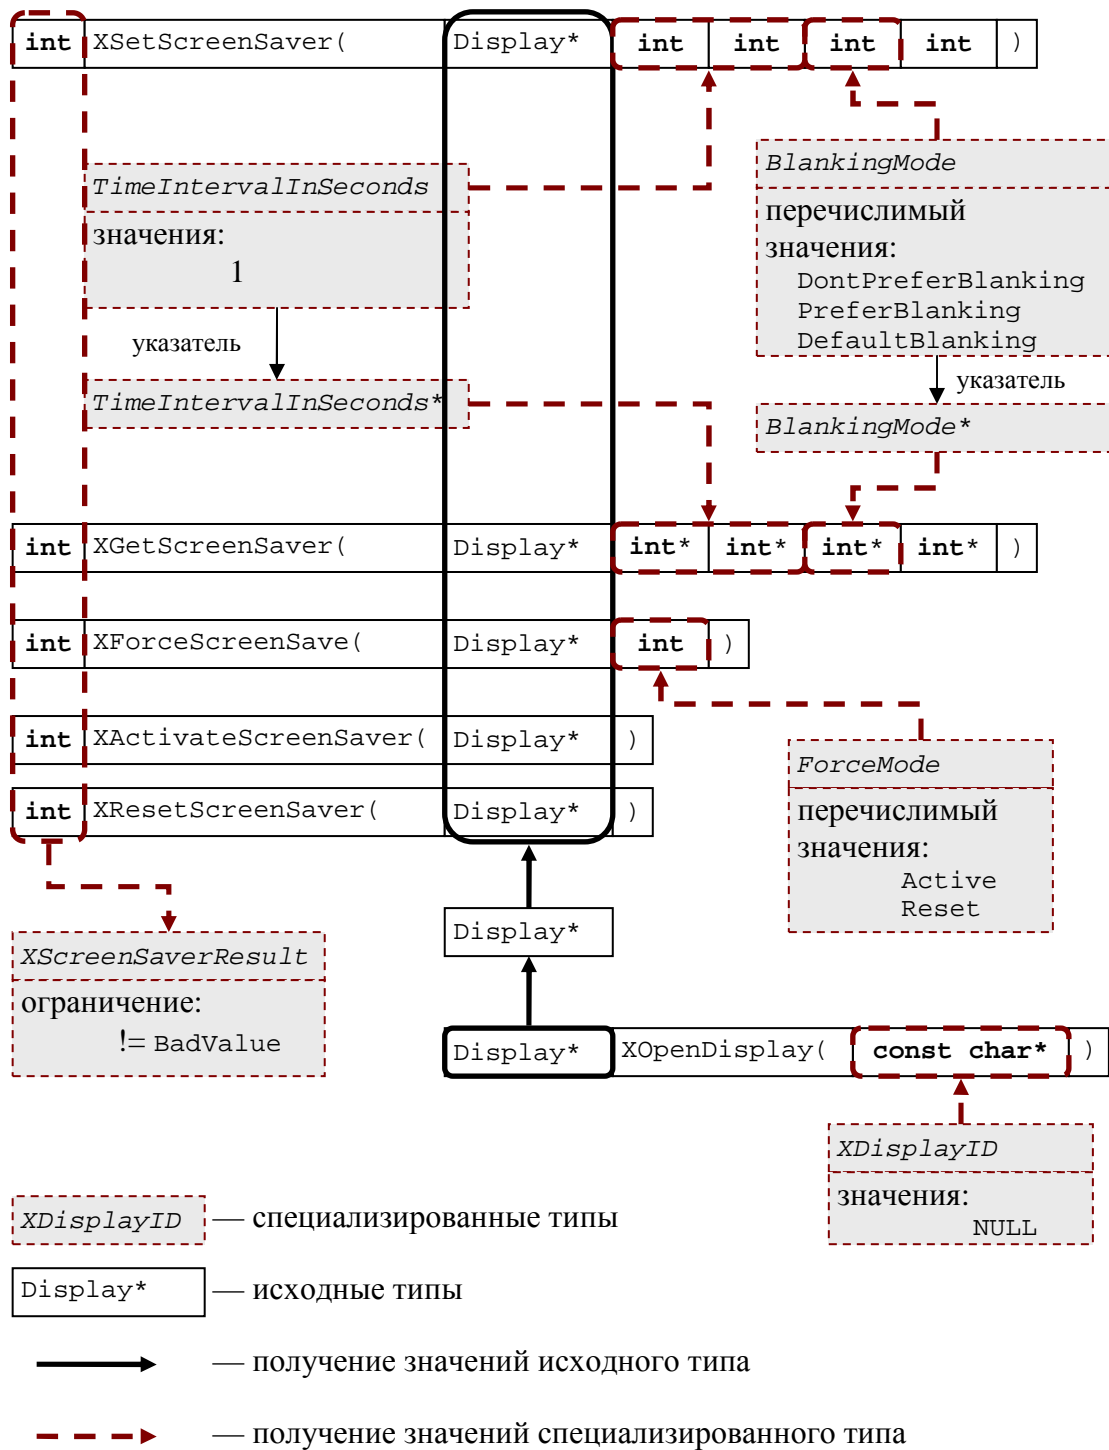 int XSetScreenSaver( Display* int int int int )
TimeIntervalInSeconds
значения:
1
BlankingMode
перечислимый
значения:
DontPreferBlanking
PreferBlanking
DefaultBlanking
указатель
указатель
TimeIntervalInSeconds*
BlankingMode*
int XGetScreenSaver( Display* int* int* int* int* )
int XForceScreenSave( Display* int )
int XActivateScreenSaver( Display* )
int XResetScreenSaver( Display* )
ForceMode
перечислимый
значения:
Active
Reset
XScreenSaverResult
ограничение:
!= BadValue
Display*
Display* XOpenDisplay( const char* )
XDisplayID
значения:
NULL
XDisplayID — специализированные типы
Display* — исходные типы
— получение значений исходного типа
— получение значений специализированного типа